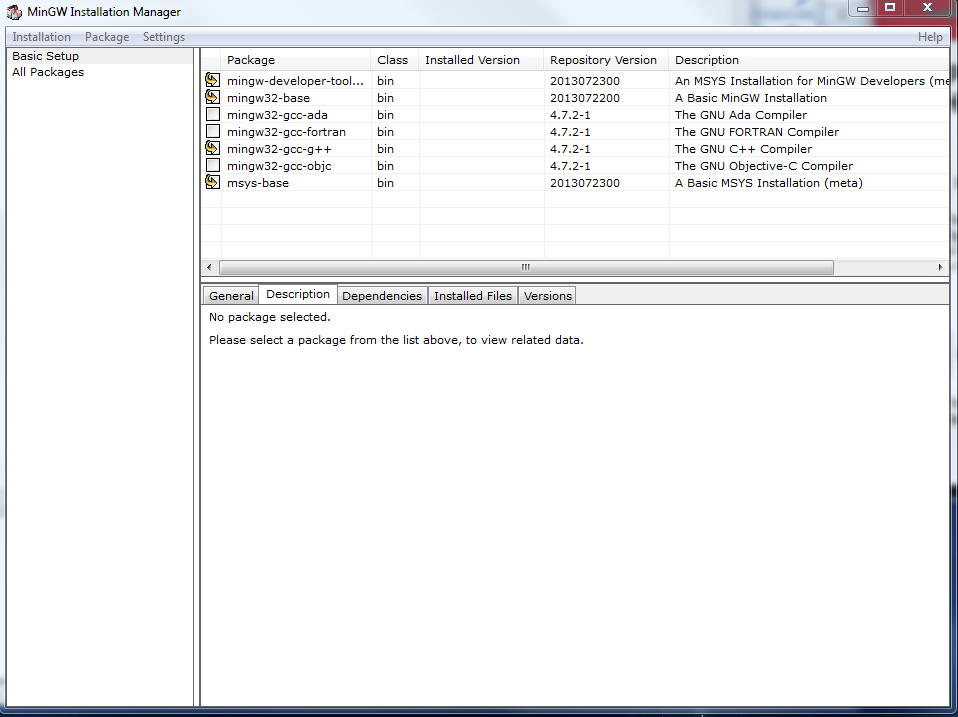 MinGW Installation Manager
Installation Package Settings Help
Basic Setup
All Packages
Package Class Installed Version Repository Version Description
mingw-developer-tool... bin 2013072300 An MSYS Installation for MinGW Developers (me
mingw32-base bin 2013072200 A Basic MinGW Installation
mingw32-gcc-ada bin 4.7.2-1 The GNU Ada Compiler
mingw32-gcc-fortran bin 4.7.2-1 The GNU FORTRAN Compiler
mingw32-gcc-g++ bin 4.7.2-1 The GNU C++ Compiler
mingw32-gcc-objc bin 4.7.2-1 The GNU Objective-C Compiler
msys-base bin 2013072300 A Basic MSYS Installation (meta)
General Description Dependencies Installed Files Versions
No package selected.
Please select a package from the list above, to view related data.